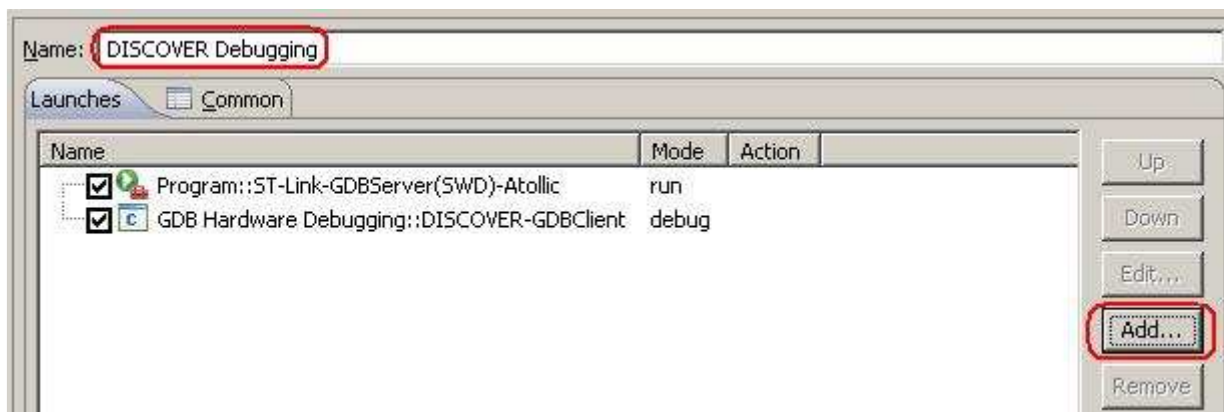 Name: DISCOVER Debugging
Launches Common
Name Mode Action
Program::ST-Link-GDBServer(SWD)-Atollic run
GDB Hardware Debugging::DISCOVER-GDBClient debug
Up
Down
Edit...
Add...
Remove